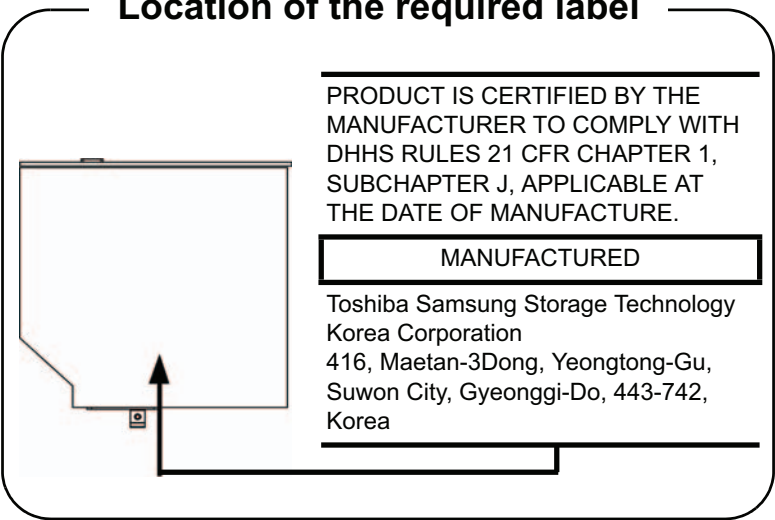 Location of the required label
PRODUCT IS CERTIFIED BY THE
MANUFACTURER TO COMPLY WITH
DHHS RULES 21 CFR CHAPTER 1,
SUBCHAPTER J, APPLICABLE AT
THE DATE OF MANUFACTURE.
MANUFACTURED
Toshiba Samsung Storage Technology
Korea Corporation
416, Maetan-3Dong, Yeongtong-Gu,
Suwon City, Gyeonggi-Do, 443-742,
Korea